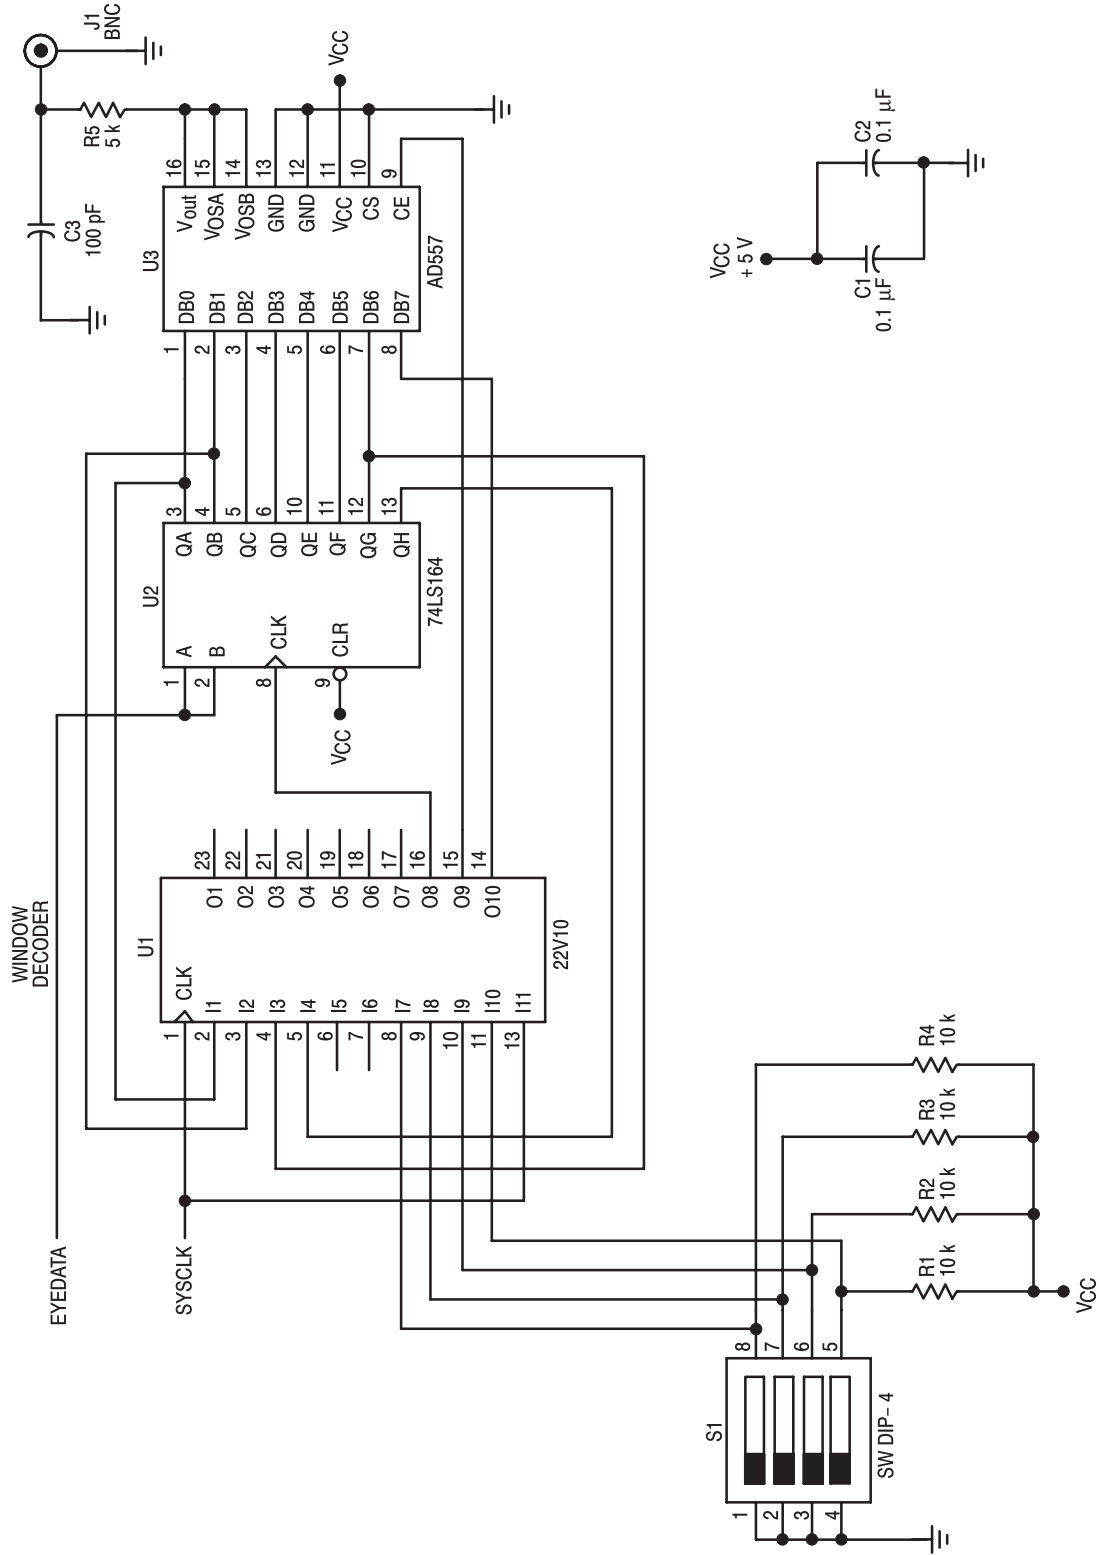 J1
BNC
R5
5 k
C3
100 pF
VCC
16
15
14
13
12
11
10
9
Vout
VOSA
VOSB
GND
GND
VCC
CS
CE
U3
AD557
DB0
DB1
DB2
DB3
DB4
DB5
DB6
DB7
1
2
3
4
5
6
7
8
VCC
+ 5 V
C1
0.1 µF
C2
0.1 µF
3
4
5
6
10
11
12
13
QA
QB
QC
QD
QE
QF
QG
QH
U2
74LS164
A
B
CLK
CLR
1
2
8
9
VCC
WINDOW
DECODER
23
22
21
20
19
18
17
16
15
14
O1
O2
O3
O4
O5
O6
O7
O8
O9
O10
U1
22V10
CLK
I1
I2
I3
I4
I5
I6
I7
I8
I9
I10
I11
1
2
3
4
5
6
7
8
9
10
11
13
EYEDATA
SYSCLK
R4
10 k
R3
10 k
R2
10 k
R1
10 k
VCC
8
7
6
5
S1
SW DIP– 4
1
2
3
4